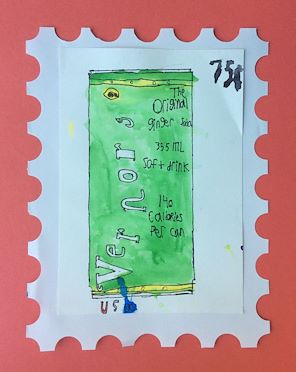 75¢
The
Original
ginger soda
355 ML
Soft drink
140
Calories
Per can
Vernors
US